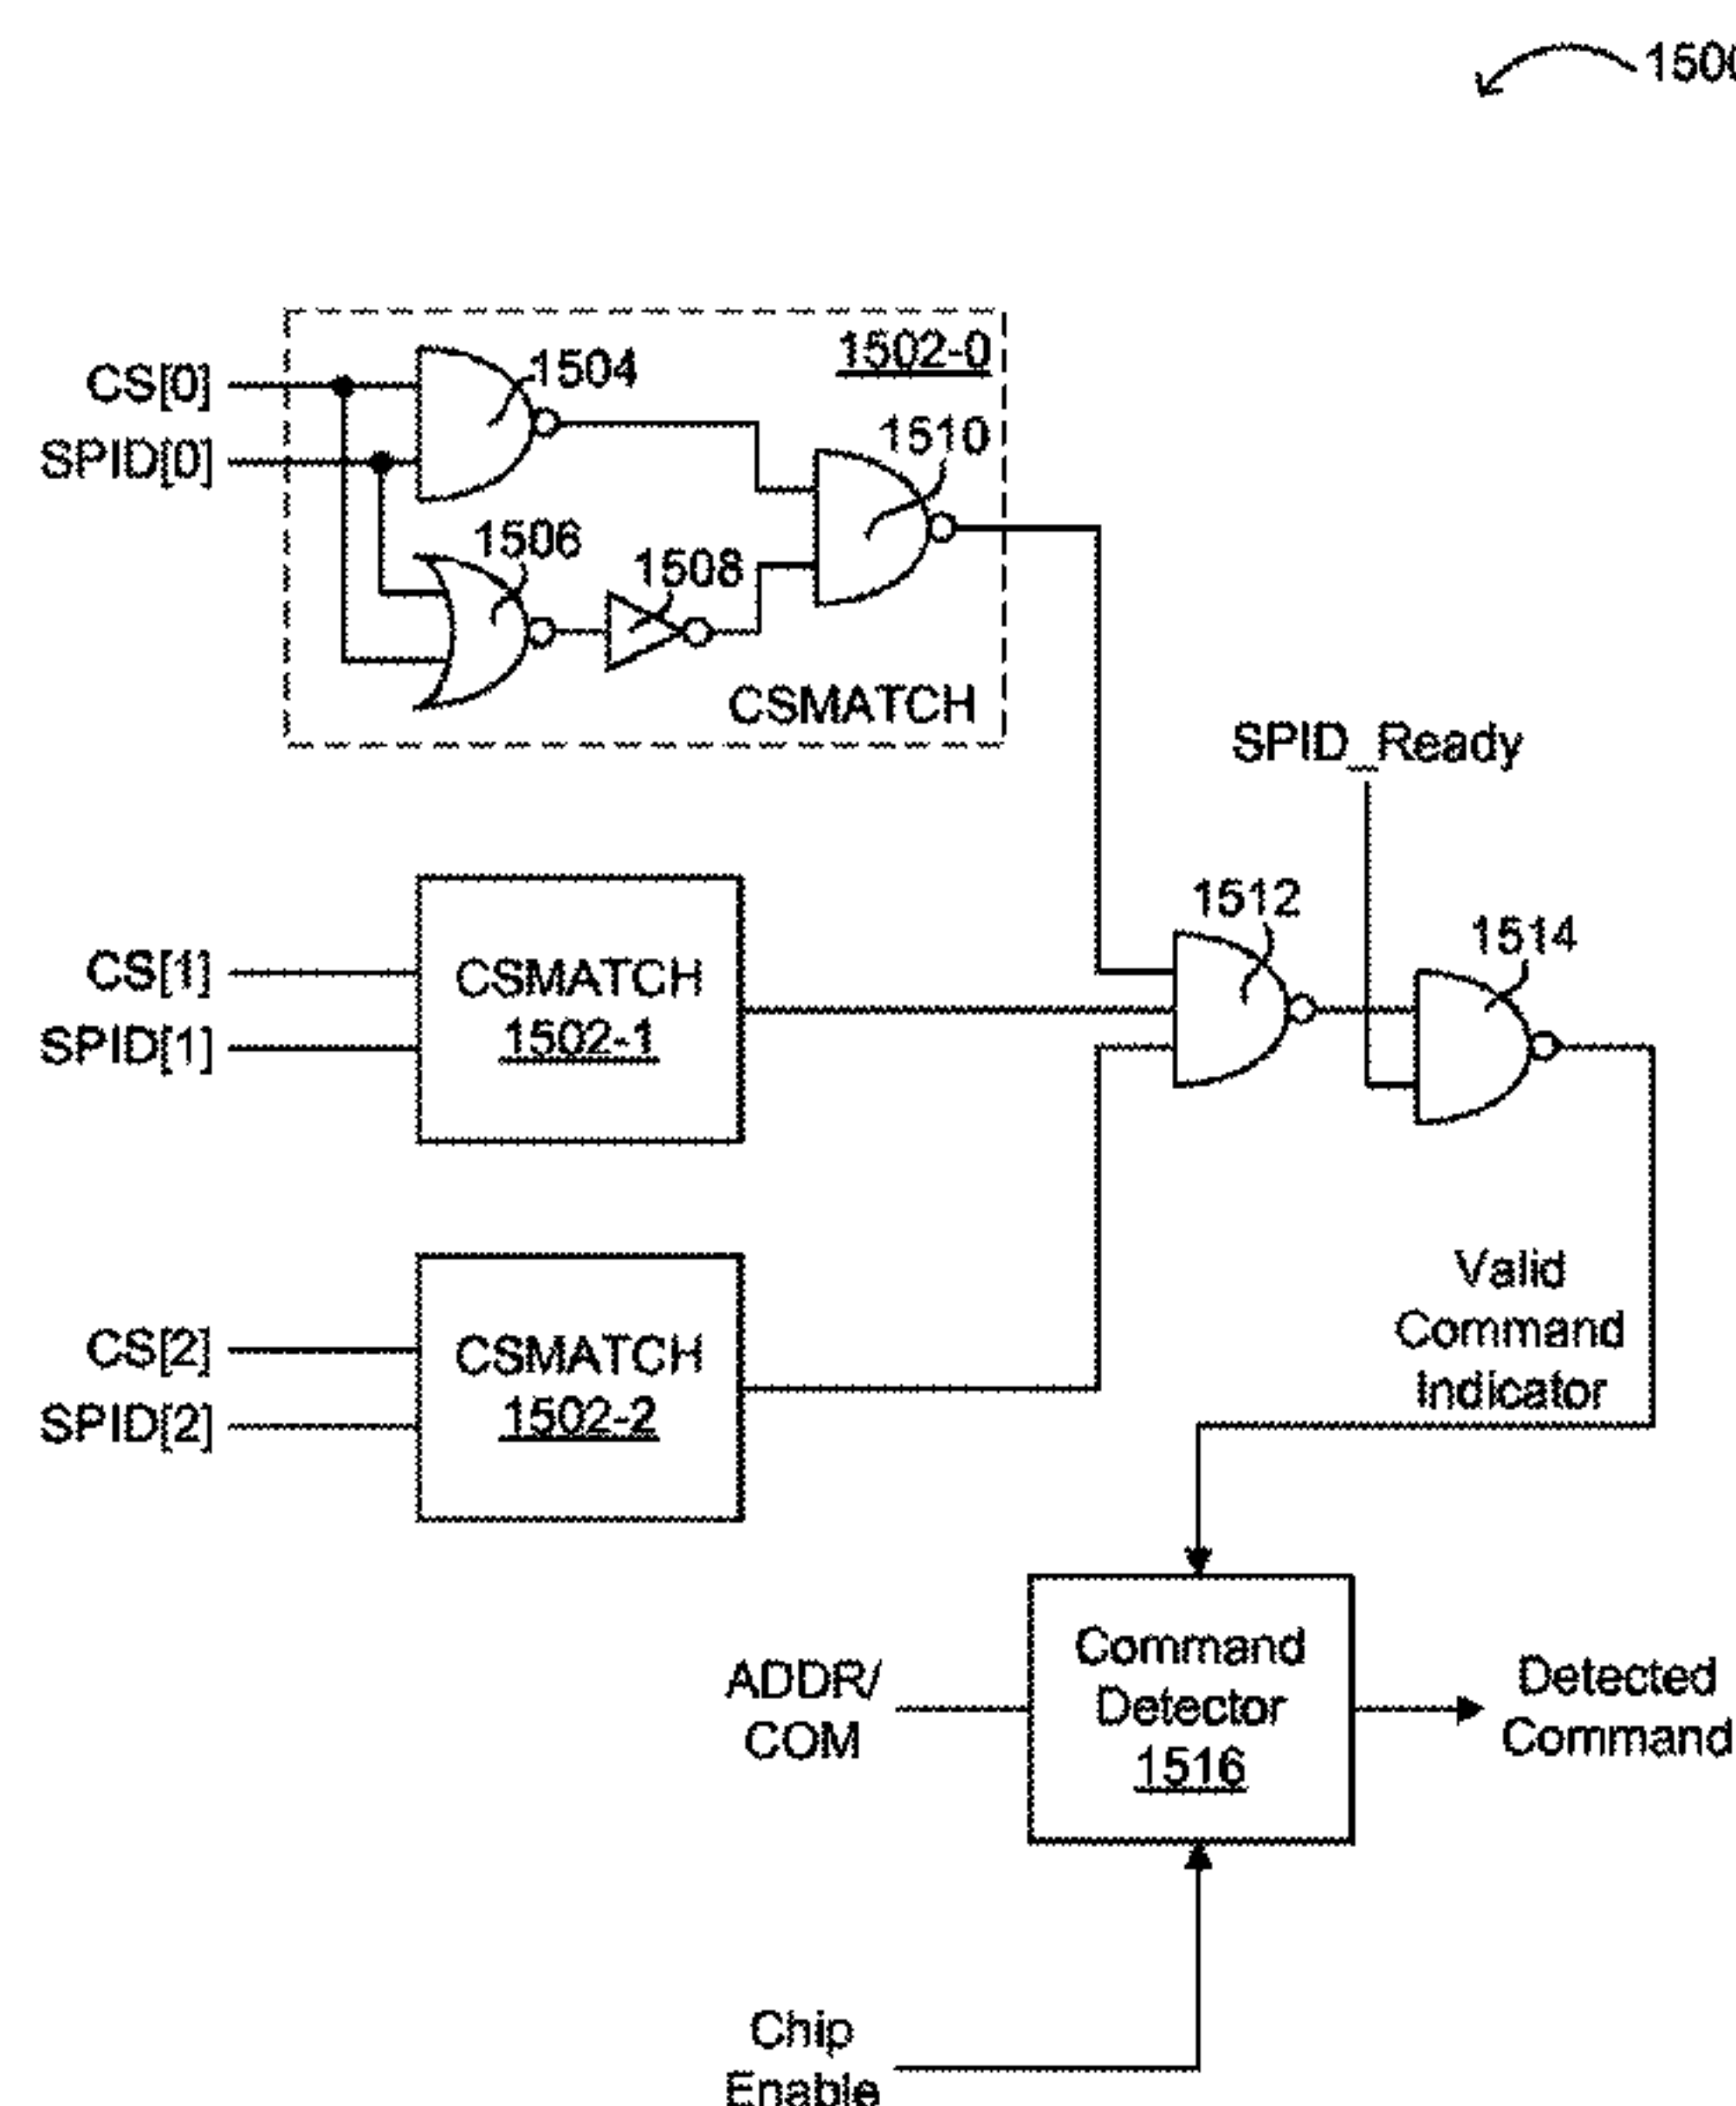 150
1502-0
CS[0]
1504
SPID[0]
1510
1506
1508
CSMATCH
SPID_Ready
1512
1514
CS[1]
SPID[1]
CSMATCH
1502-1
Valid
Command
Indicator
CS[2]
SPID[2]
CSMATCH
1502-2
ADDR/
COM
Command
Detector
1516
Detected
Command
Chip
Enable